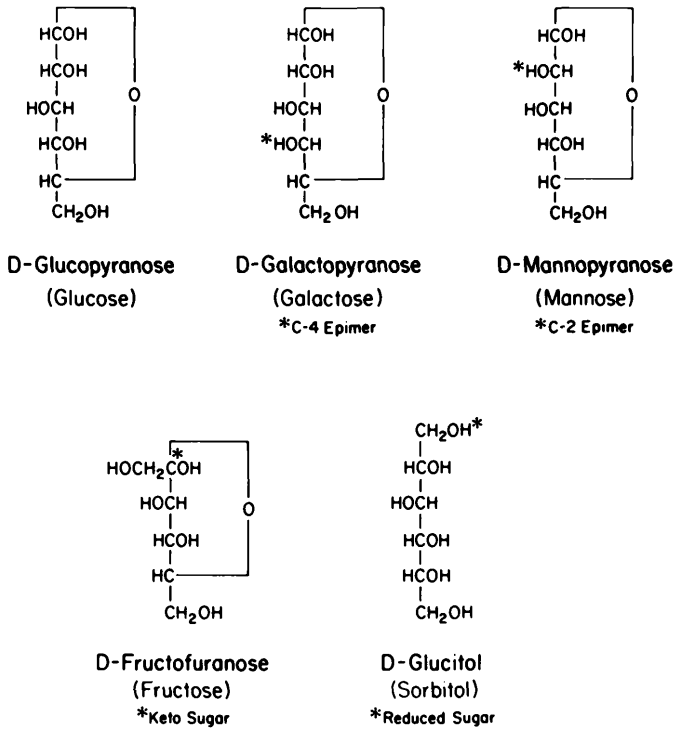 HCOH
HCOH
HOCH
HCOH
HC
CH2OH
O
D-Glucopyranose
(Glucose)
HCOH
HCOH
HOCH
*HOCH
HC
CH2OH
O
D-Galactopyranose
(Galactose)
*C-4 Epimer
HCOH
*HOCH
HOCH
HCOH
HC
CH2OH
O
D-Mannopyranose
(Mannose)
*C-2 Epimer
*
HOCH2COH
HOCH
HCOH
HC
CH2OH
O
D-Fructofuranose
(Fructose)
*Keto Sugar
CH2OH*
HCOH
HOCH
HCOH
HCOH
CH2OH
D-Glucitol
(Sorbitol)
*Reduced Sugar